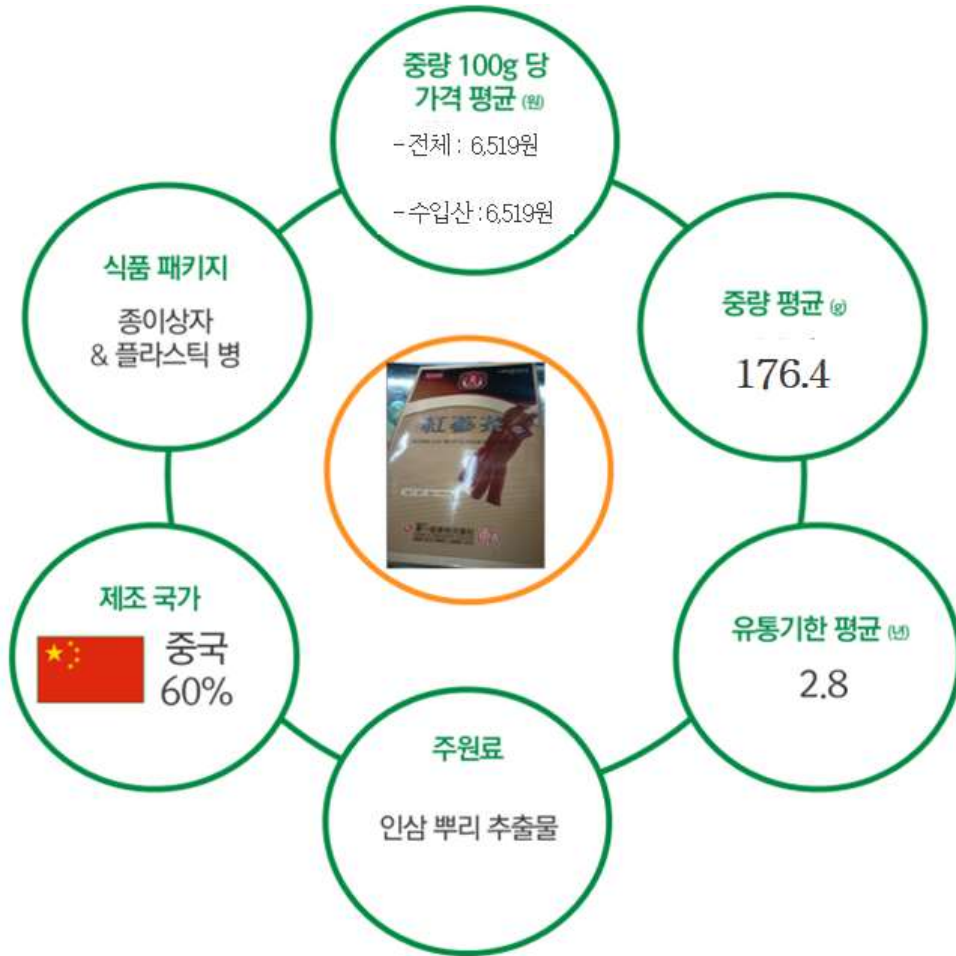 중량 100g 당
가격 평균 (원)
-전체 : 6,519원
-수입산 : 6,519원
식품 패키지
종이상자
& 플라스틱 병
중량 평균 (g)
176.4
紅蔘茶
제조 국가
중국
60%
유통기한 평균 (년)
2.8
주원료
인삼 뿌리 추출물